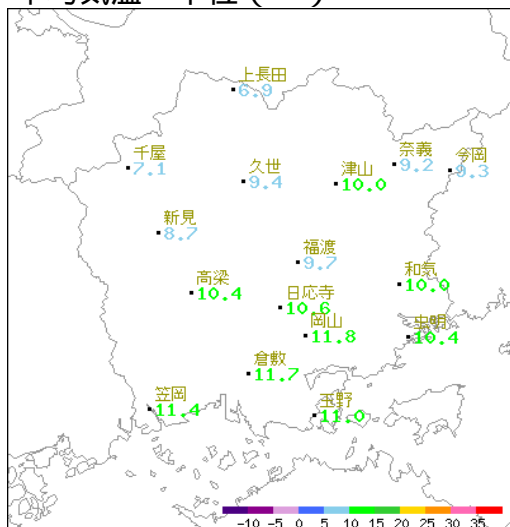 上長田
6.9
千屋
7.1
久世
9.4
津山
10.0
奈義
9.2
今岡
9.3
新見
8.7
福渡
9.7
高梁
10.4
日応寺
10.6
和気
10.0
岡山
11.8
虫明
10.4
倉敷
11.7
笠岡
11.4
玉野
11.0
-10 -5 0 5 10 15 20 25 30 35